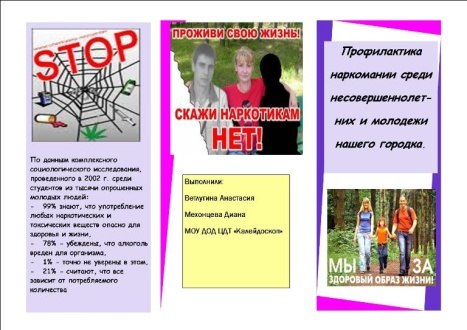 STOP
По данным комплексного
социологического исследования,
проведенного в 2002 г. среди
студентов из тысячи опрошенных
молодых людей:
- 99% знают, что употребление
любых наркотических и
токсических веществ опасно для
здоровья и жизни,
- 78% - убеждены, что алкоголь
вреден для организма,
- 1% - точно не уверены в этом,
- 21% - считают, что все
зависит от потребляемого
количества
ПРОЖИВИ СВОЮ ЖИЗНЬ!
СКАЖИ НАРКОТИКАМ
НЕТ!
Выполнили:
Ветлугина Анастасия
Мехонцева Диана
МОУ ДОД ЦДТ «Калейдоскоп»
Профилактика
наркомании среди
несовершеннолет-
них и молодежи
нашего городка.
МЫ ЗА
ЗДОРОВЫЙ ОБРАЗ ЖИЗНИ!